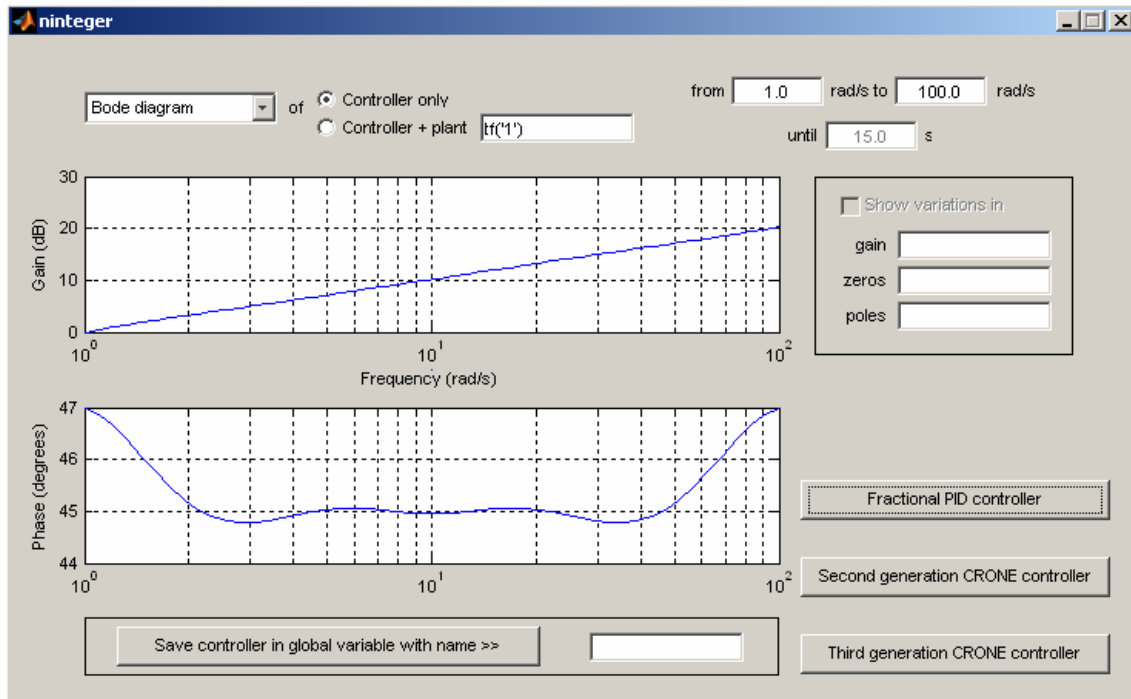 ninteger
Bode diagram of Controller only
Controller + plant tf('1')
from 1.0 rad/s to 100.0 rad/s
until 15.0 s
30
20
10
0
Gain (dB)
10^0 10^1 10^2
Frequency (rad/s)
Show variations in
gain
zeros
poles
47
46
45
44
Phase (degrees)
10^0 10^1 10^2
Fractional PID controller
Second generation CRONE controller
Third generation CRONE controller
Save controller in global variable with name >>